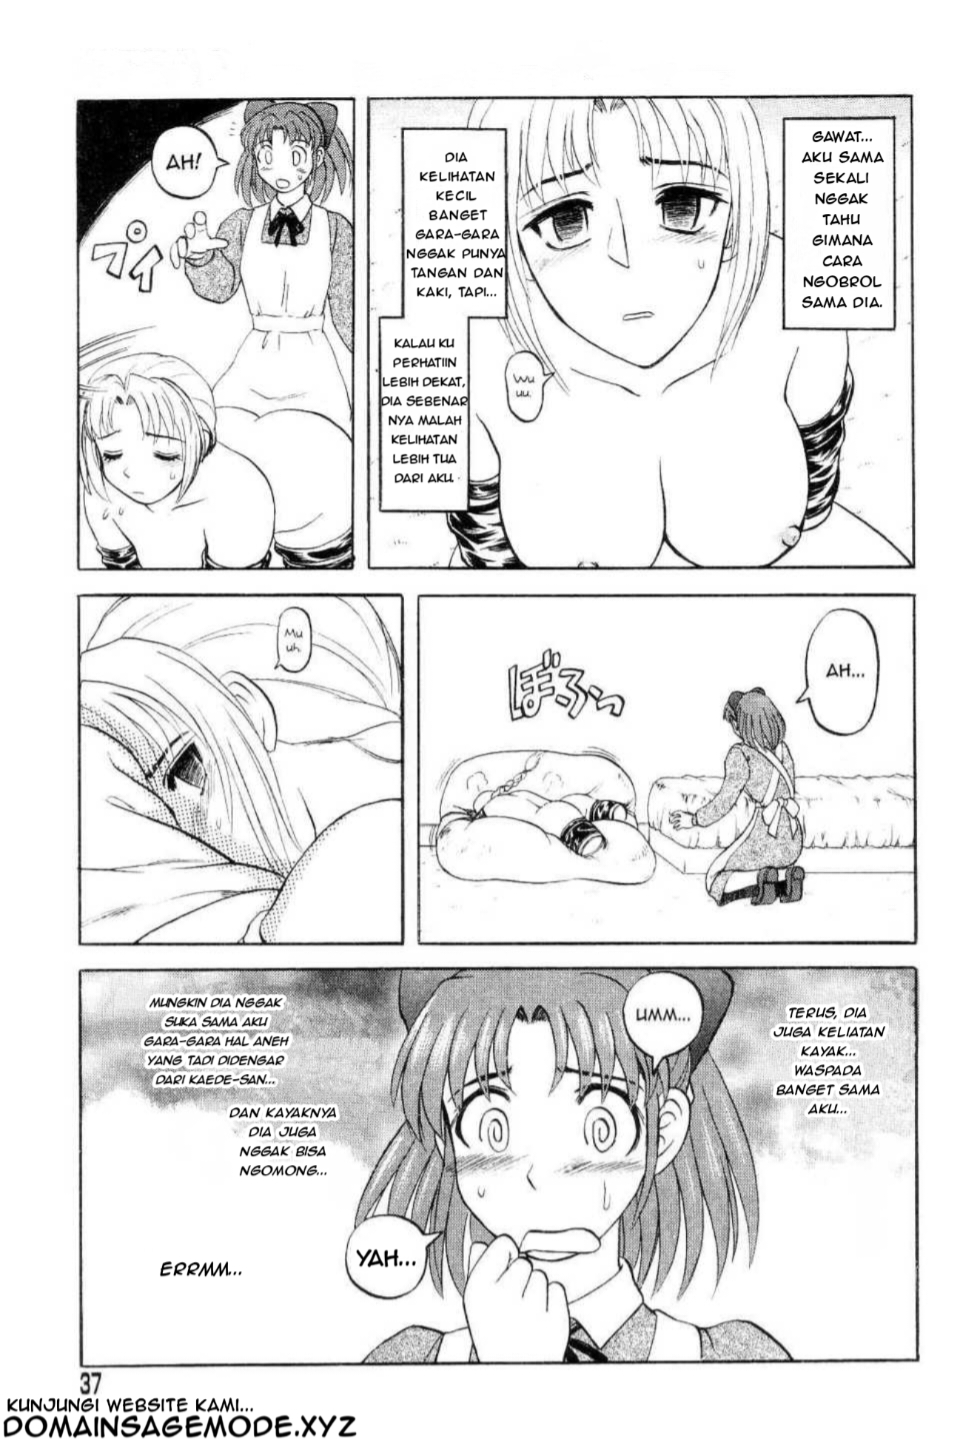 GAWAT...
AKU SAMA
SEKALI
NGGAK
TAHU
GIMANA
CARA
NGOBROL
SAMA DIA.
DIA
KELIHATAN
KECIL
BANGET
GARA-GARA
NGGAK PUNYA
TANGAN DAN
KAKI, TAPI...
KALAU KU
PERHATIIN
LEBIH DEKAT,
DIA SEBENAR
NYA MALAH
KELIHATAN
LEBIH TUA
DARI AKU.
Wu
uu.
AH!
プイ
AH...
ぼふっ
Mu
uh.
TERUS, DIA
JUGA KELIATAN
KAYAK...
WASPADA
BANGET SAMA
AKU...
UMM...
MUNGKIN DIA NGGAK
SUKA SAMA AKU
GARA-GARA HAL ANEH
YANG TADI DIDENGAR
DARI KAEDE-SAN...
DAN KAYAKNYA
DIA JUGA
NGGAK BISA
NGOMONG...
YAH...
ERRMM...
37
KUNJUNGI WEBSITE KAMI...
DOMAINSAGEMODE.XYZ